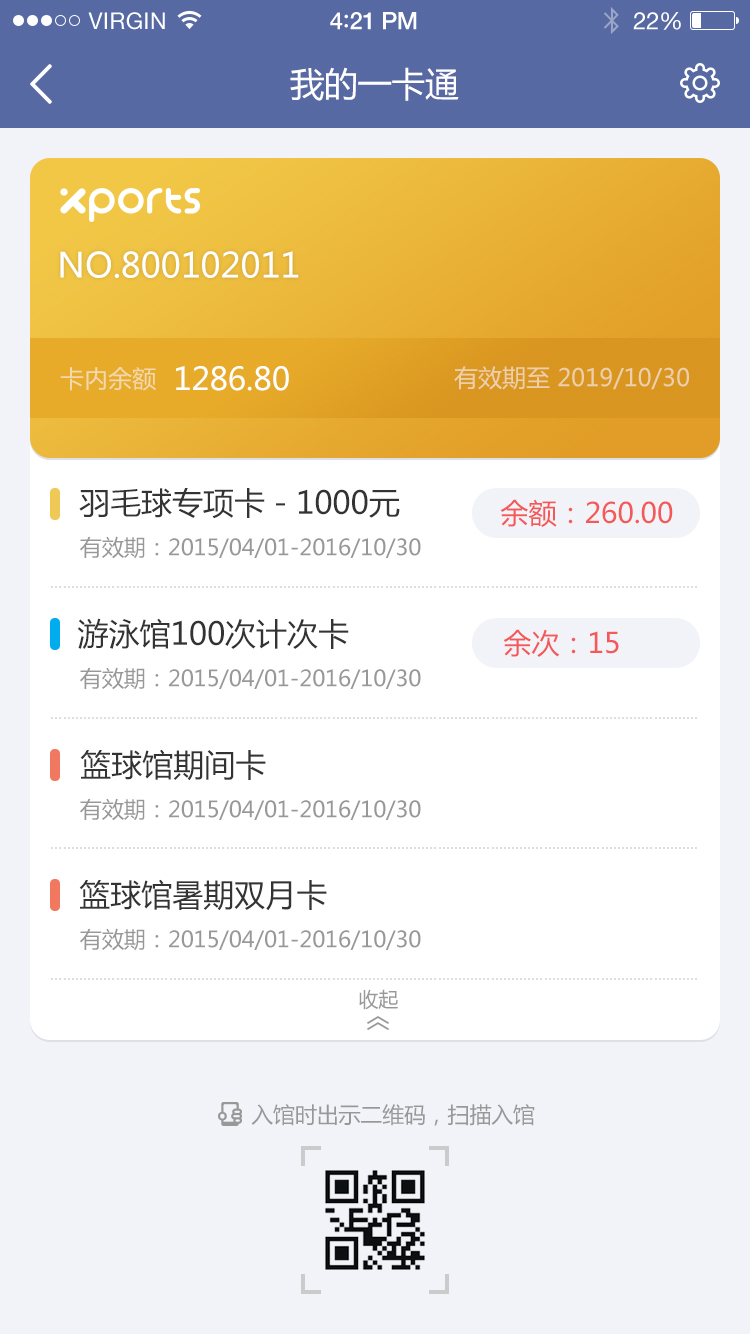 VIRGIN
4:21 PM
22%
我的一卡通
xports
NO.800102011
卡内余额 1286.80
有效期至 2019/10/30
羽毛球专项卡 - 1000元
余额：260.00
有效期：2015/04/01-2016/10/30
游泳馆100次计次卡
余次：15
有效期：2015/04/01-2016/10/30
篮球馆期间卡
有效期：2015/04/01-2016/10/30
篮球馆暑期双月卡
有效期：2015/04/01-2016/10/30
收起
入馆时出示二维码，扫描入馆